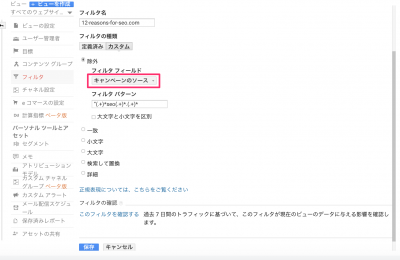 ビュー
+ ビューを作成
すべてのウェブサイ...
ビューの設定
ユーザー管理者
目標
コンテンツ グループ
フィルタ
チャネル設定
e コマースの設定
計算指標 ベータ版
パーソナル ツールとア
セット
セグメント
メモ
アトリビューション
モデル
カスタム チャネル
グループ ベータ版
カスタム アラート
メール配信スケジュ
ール
保存済みレポート
アセットの共有
フィルタ名
12-reasons-for-seo.com
フィルタの種類
定義済み カスタム
除外
フィルタ フィールド
キャンペーンのソース
フィルタ パターン
大文字と小文字を区別
一致
小文字
大文字
検索して置換
詳細
正規表現については、こちらをご覧ください
フィルタの確認
このフィルタを確認する 過去 7 日間のトラフィックに基づいて、このフィルタが現在のビューのデータに与える影響を確認しま
す。
保存 キャンセル